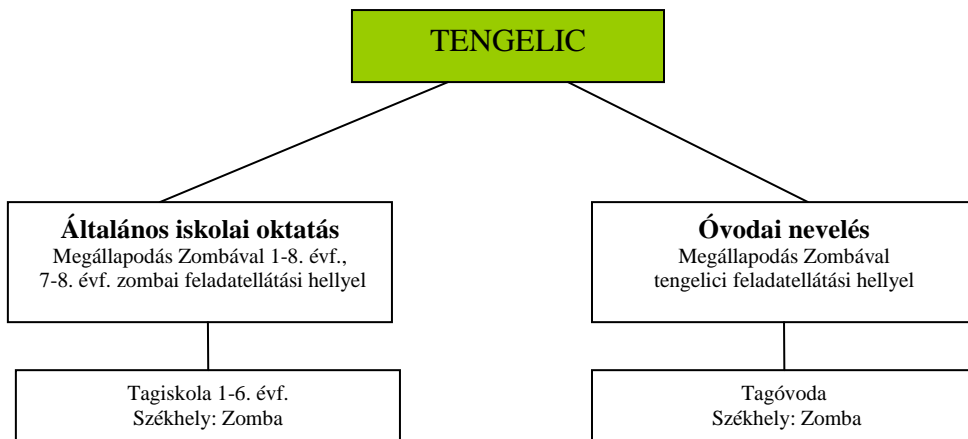 TENGELIC
Általános iskolai oktatás
Megállapodás Zombával 1-8. évf.,
7-8. évf. zombai feladatellátási hellyel
Óvodai nevelés
Megállapodás Zombával
tengelici feladatellátási hellyel
Tagiskola 1-6. évf.
Székhely: Zomba
Tagóvoda
Székhely: Zomba